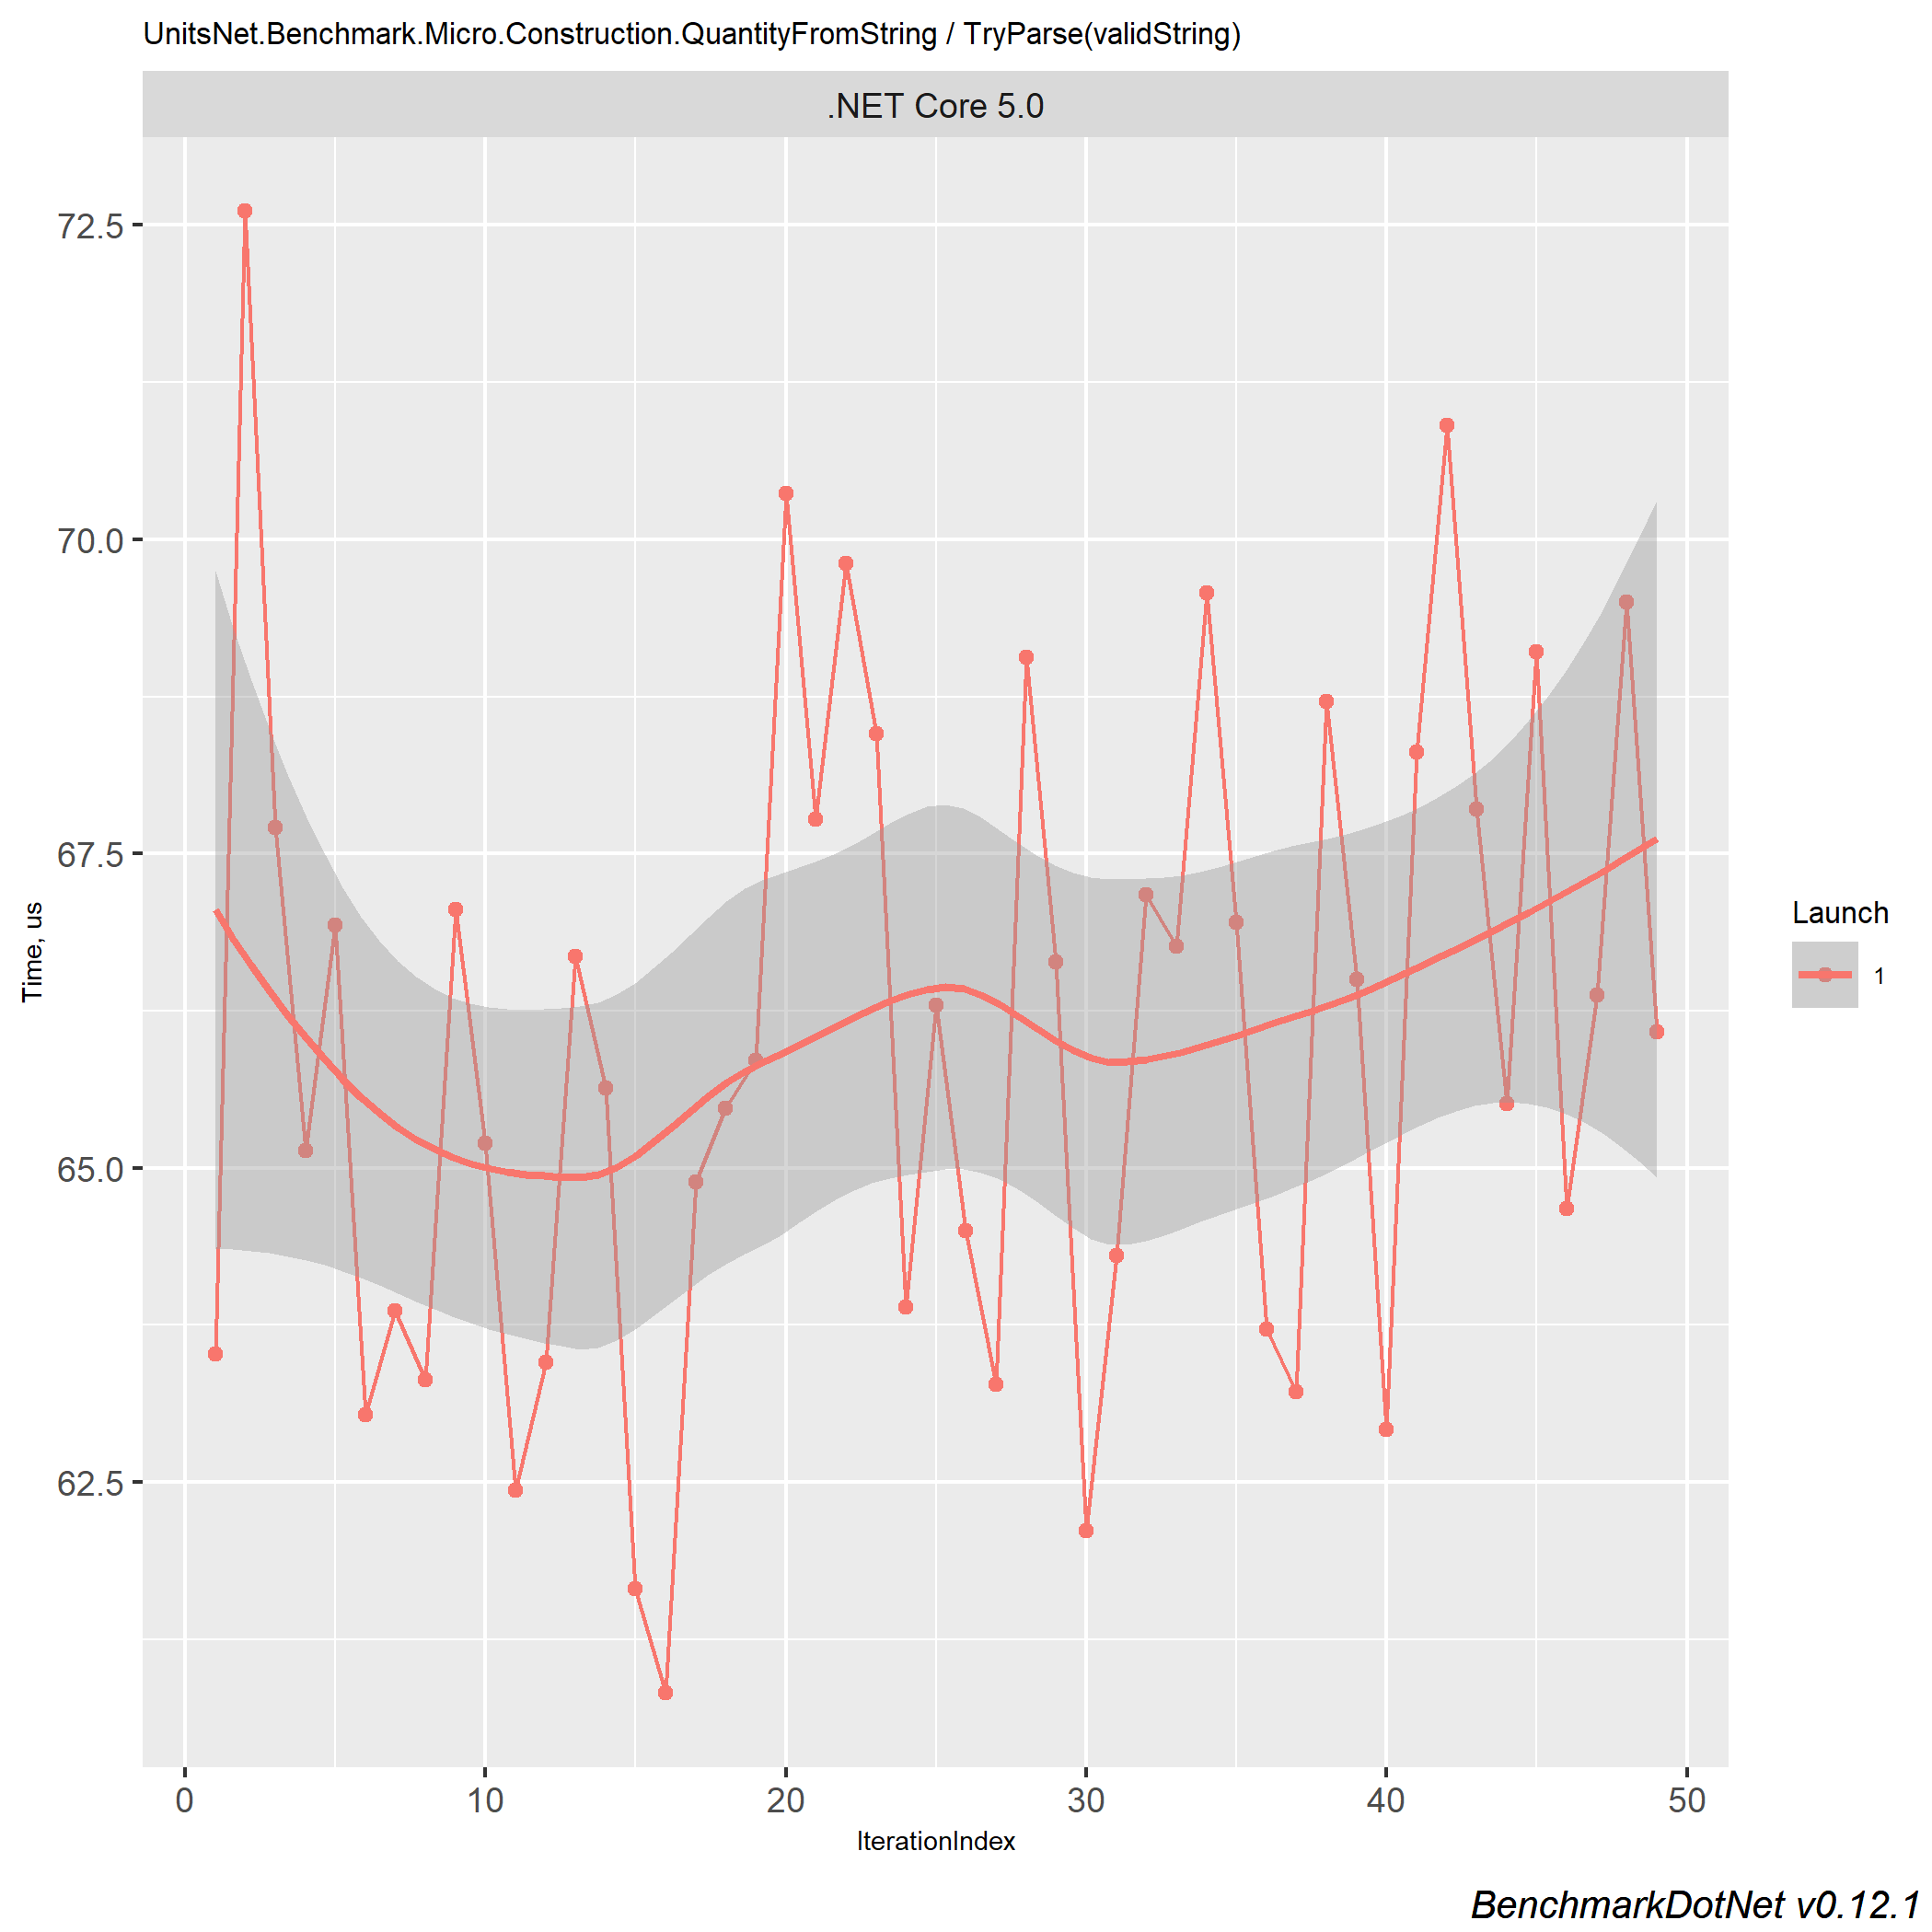 UnitsNet.Benchmark.Micro.Construction.QuantityFromString / TryParse(validString)
.NET Core 5.0
72.5
70.0
67.5
65.0
62.5
Time, us
0 10 20 30 40 50
IterationIndex
Launch
1
BenchmarkDotNet v0.12.1